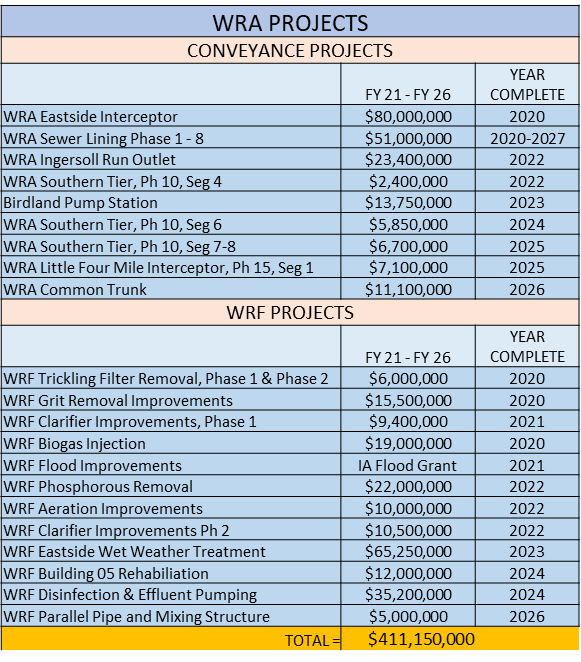 WRA PROJECTS
CONVEYANCE PROJECTS
FY 21 - FY 26 YEAR COMPLETE
WRA Eastside Interceptor $80,000,000 2020
WRA Sewer Lining Phase 1 - 8 $51,000,000 2020-2027
WRA Ingersoll Run Outlet $23,400,000 2022
WRA Southern Tier, Ph 10, Seg 4 $2,400,000 2022
Birdland Pump Station $13,750,000 2023
WRA Southern Tier, Ph 10, Seg 6 $5,850,000 2024
WRA Southern Tier, Ph 10, Seg 7-8 $6,700,000 2025
WRA Little Four Mile Interceptor, Ph 15, Seg 1 $7,100,000 2025
WRA Common Trunk $11,100,000 2026
WRF PROJECTS
FY 21 - FY 26 YEAR COMPLETE
WRF Trickling Filter Removal, Phase 1 & Phase 2 $6,000,000 2020
WRF Grit Removal Improvements $15,500,000 2020
WRF Clarifier Improvements, Phase 1 $9,400,000 2021
WRF Biogas Injection $19,000,000 2020
WRF Flood Improvements IA Flood Grant 2021
WRF Phosphorous Removal $22,000,000 2022
WRF Aeration Improvements $10,000,000 2022
WRF Clarifier Improvements Ph 2 $10,500,000 2022
WRF Eastside Wet Weather Treatment $65,250,000 2023
WRF Building 05 Rehabiliation $12,000,000 2024
WRF Disinfection & Effluent Pumping $35,200,000 2024
WRF Parallel Pipe and Mixing Structure $5,000,000 2026
TOTAL = $411,150,000